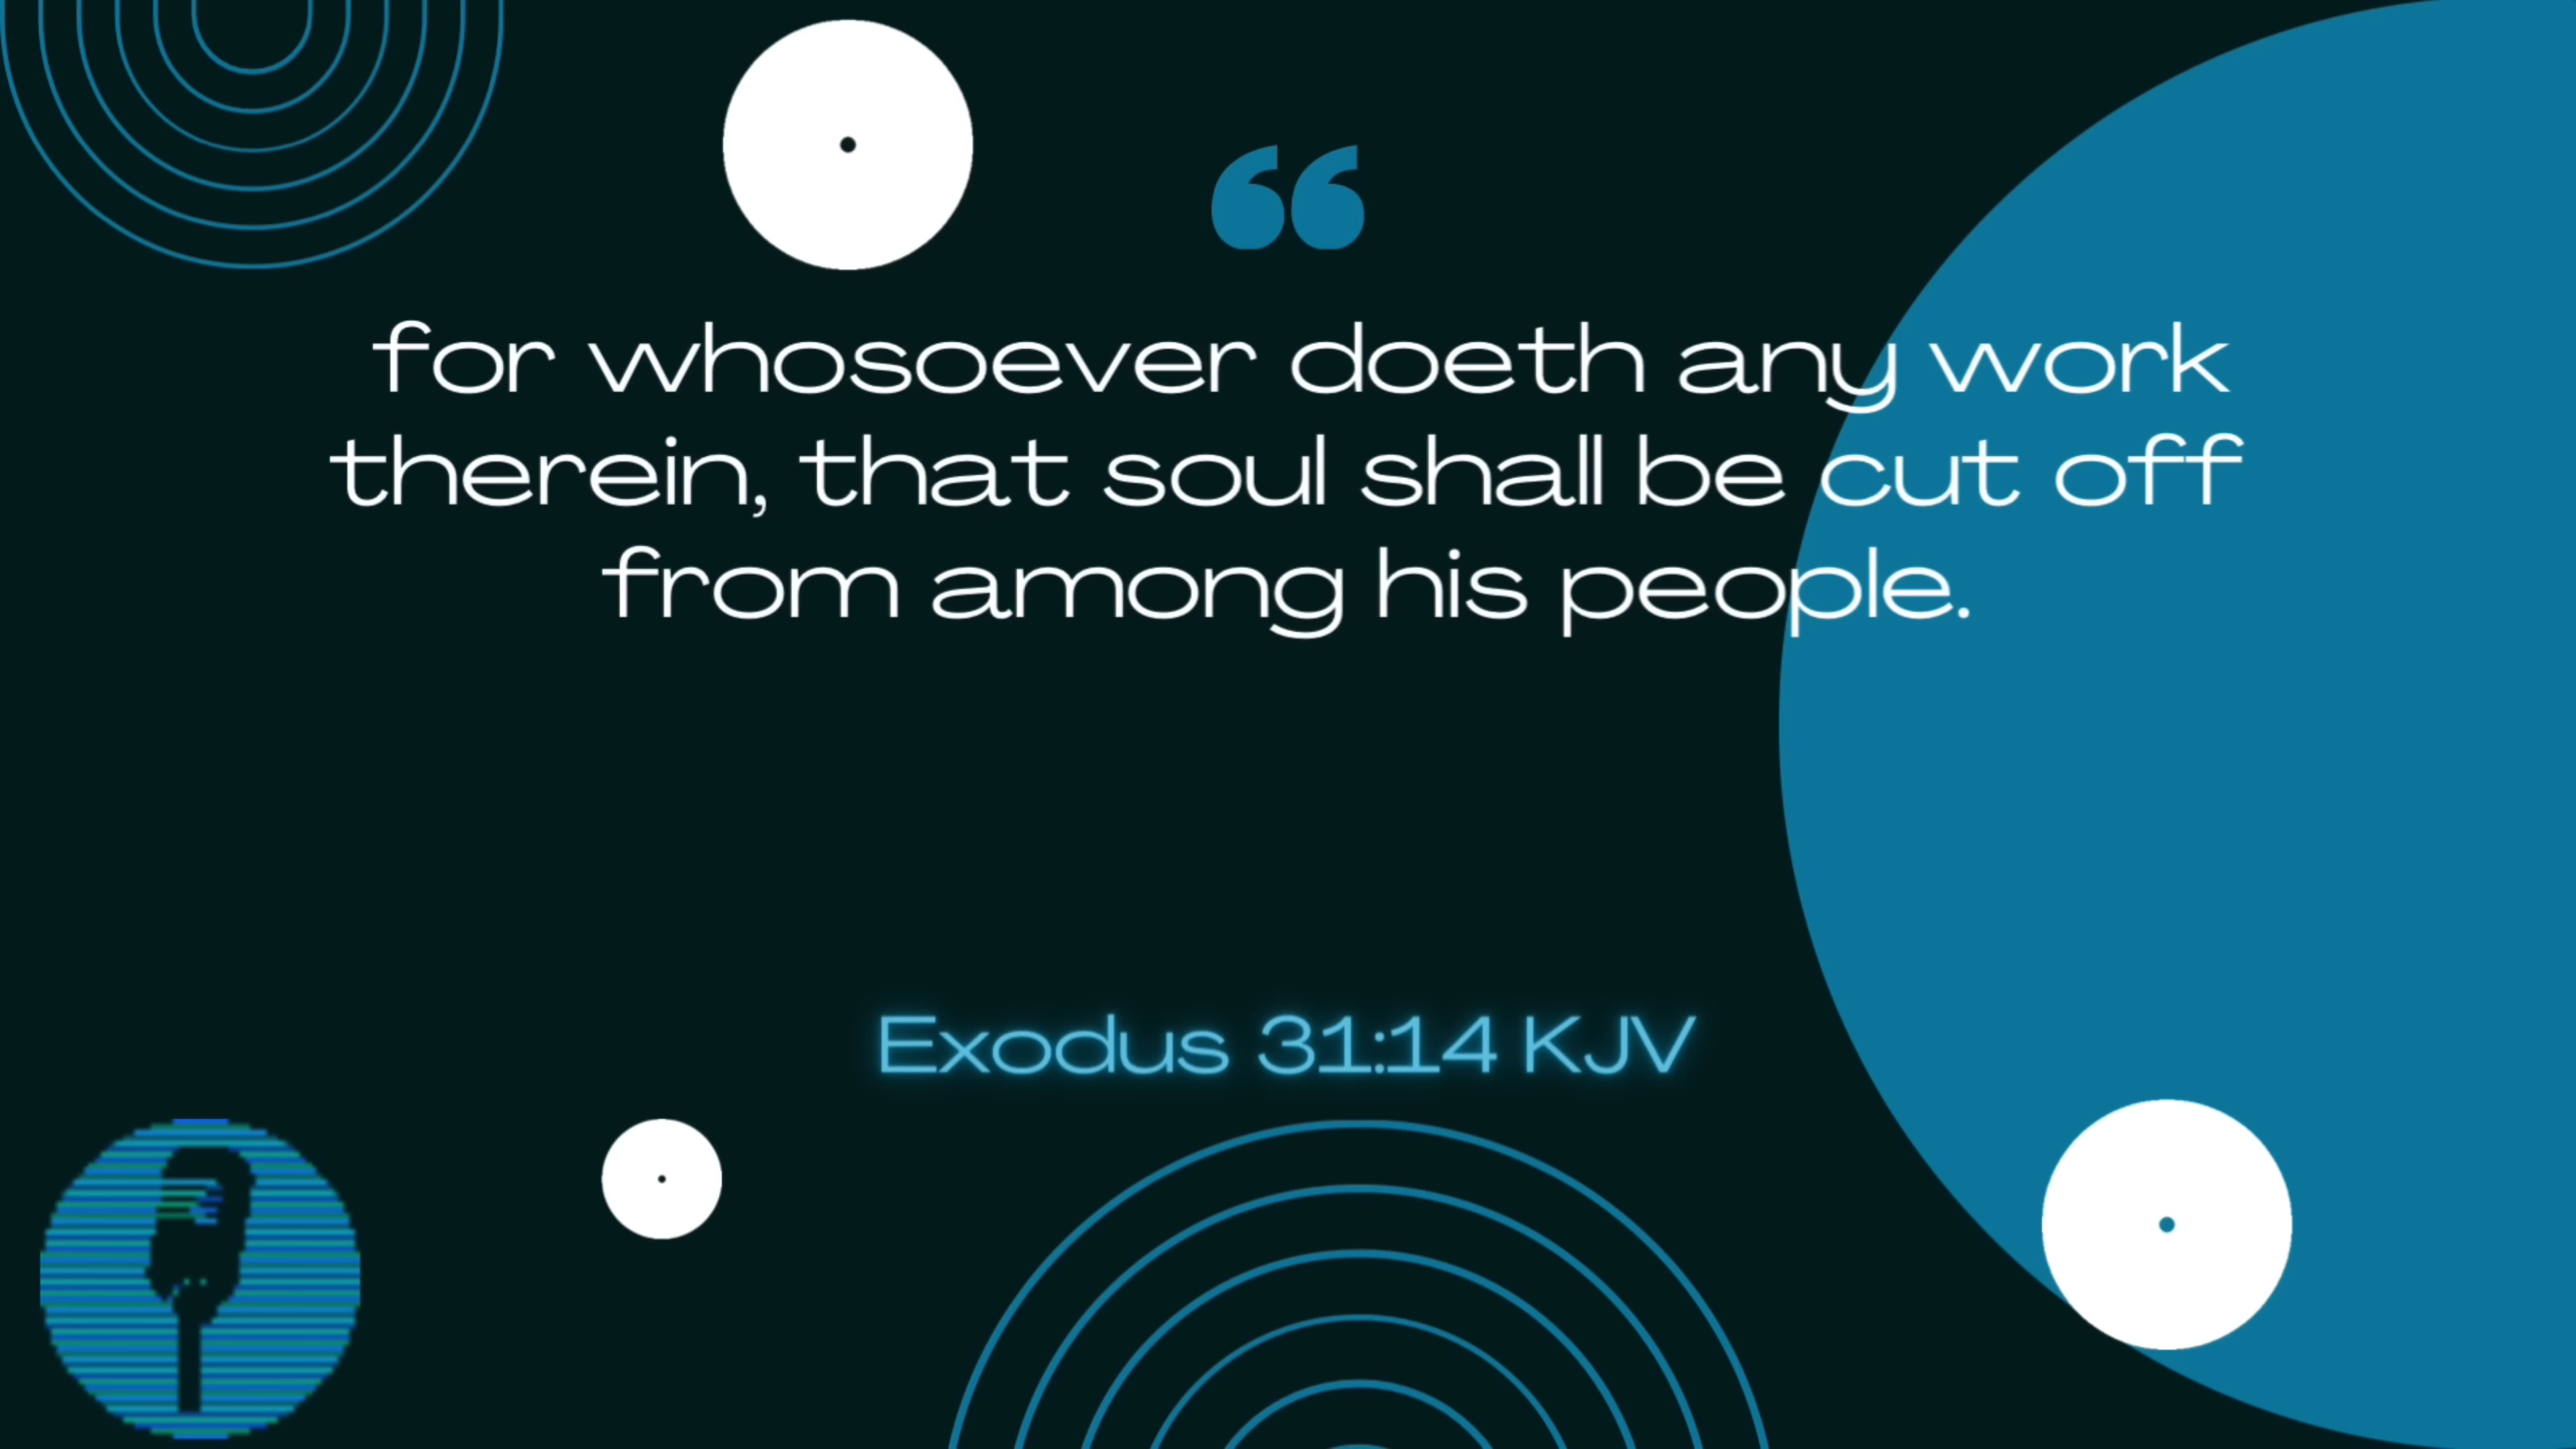 “
for whosoever doeth any work
therein, that soul shall be cut off
from among his people.
Exodus 31:14 KJV